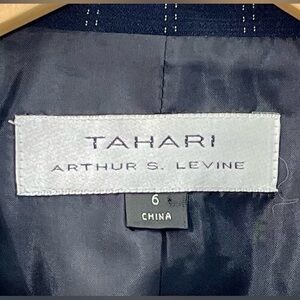 TAHARI
ARTHUR S. LEVINE
6
CHINA